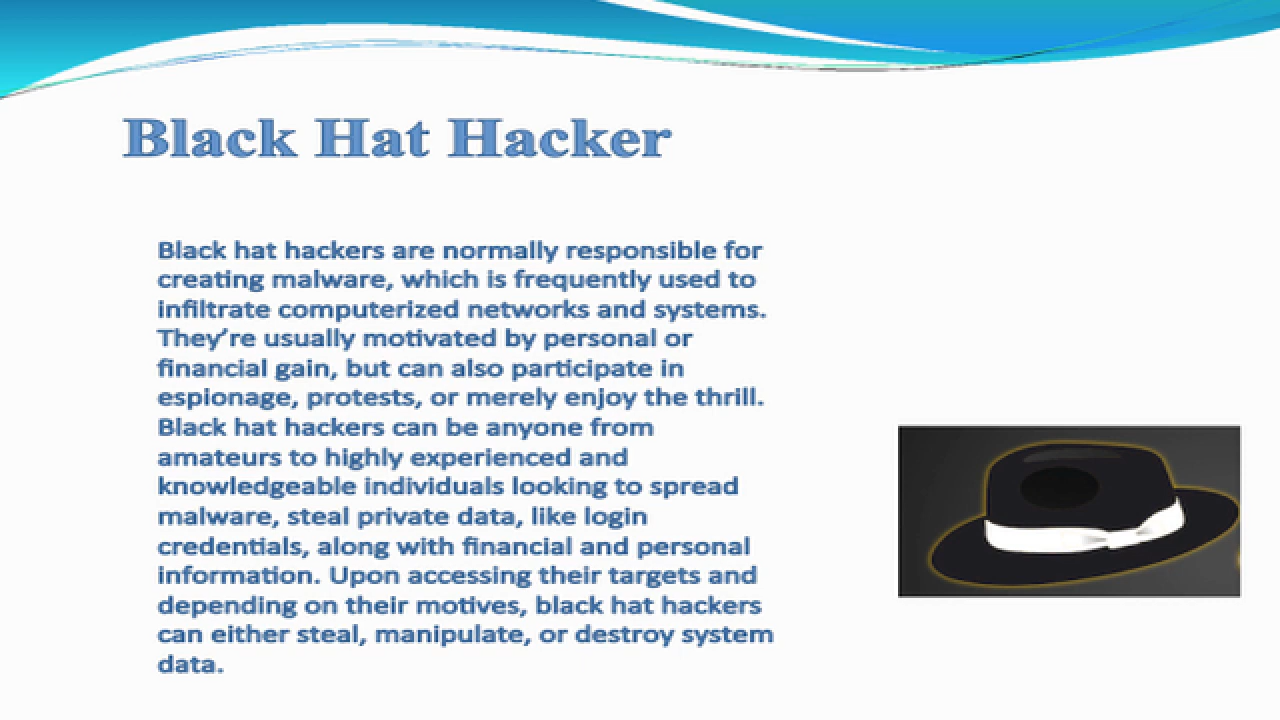 Black Hat Hacker
Black hat hackers are normally responsible for
creating malware, which is frequently used to
infiltrate computerized networks and systems.
They’re usually motivated by personal or
financial gain, but can also participate in
espionage, protests, or merely enjoy the thrill.
Black hat hackers can be anyone from
amateurs to highly experienced and
knowledgeable individuals looking to spread
malware, steal private data, like login
credentials, along with financial and personal
information. Upon accessing their targets and
depending on their motives, black hat hackers
can either steal, manipulate, or destroy system
data.